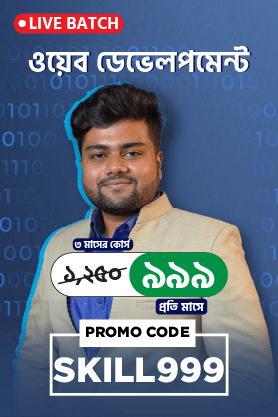 LIVE BATCH
ওয়েব ডেভেলপমেন্ট
৩ মাসের কোর্স
১,২৫০ ৯৯৯
প্রতি মাসে
PROMO CODE
SKILL999